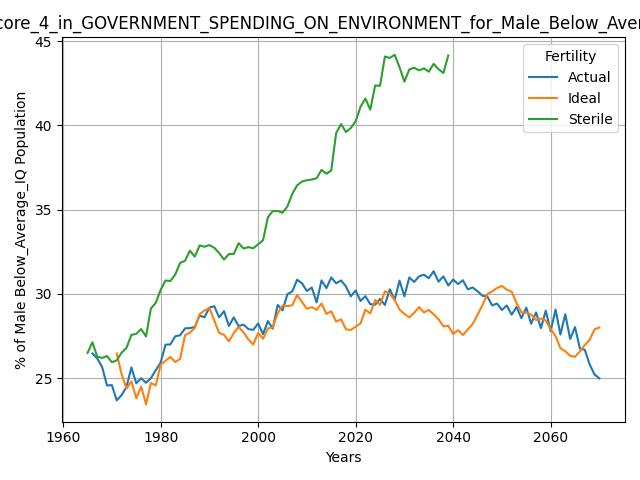 core_4_in_GOVERNMENT_SPENDING_ON_ENVIRONMENT_for_Male_Below_Aver
% of Male Below_Average_IQ Population
45
40
35
30
25
Fertility
Actual
Ideal
Sterile
1960
1980
2000
2020
2040
2060
Years